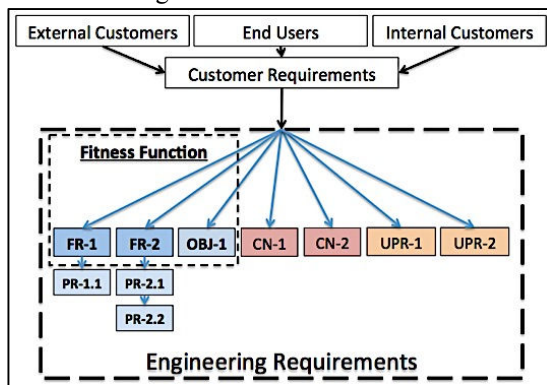 External Customers
End Users
Internal Customers
Customer Requirements
Fitness Function
FR-1
FR-2
OBJ-1
CN-1
CN-2
UPR-1
UPR-2
PR-1.1
PR-2.1
PR-2.2
Engineering Requirements